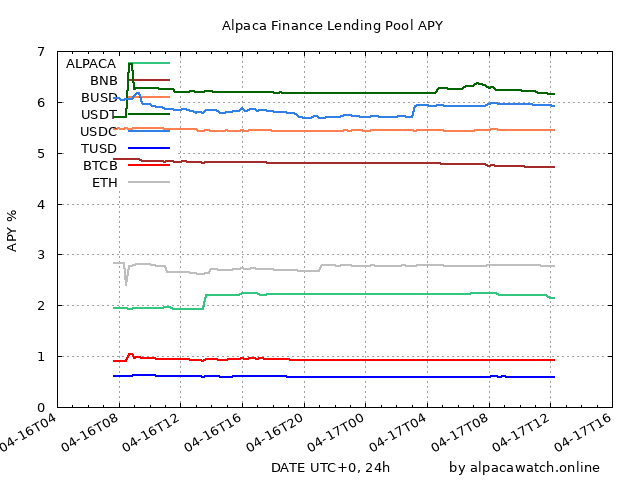 Alpaca Finance Lending Pool APY
7
6
5
4
3
2
1
0
APY %
ALPACA
BNB
BUSD
USDT
USDC
TUSD
BTCB
ETH
04-16T04
04-16T08
04-16T12
04-16T16
04-16T20
04-17T00
04-17T04
04-17T08
04-17T12
04-17T16
DATE UTC+0, 24h
by alpacawatch.online